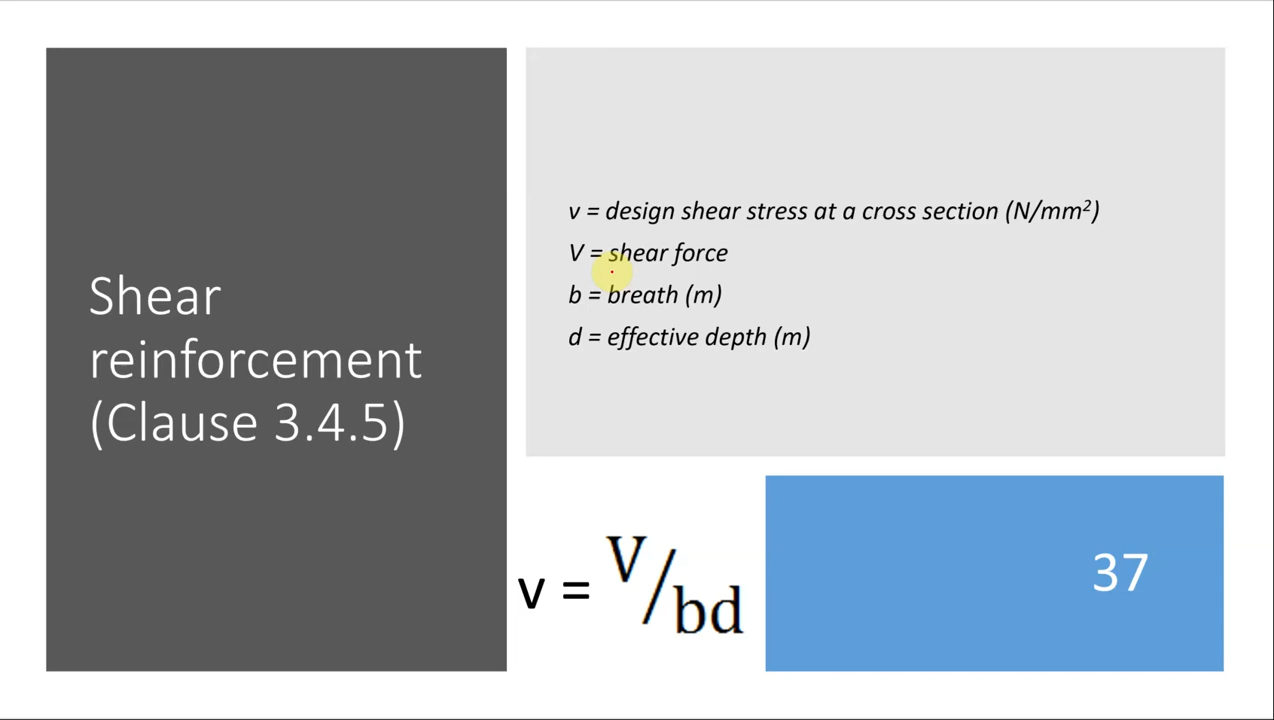 Shear
reinforcement
(Clause 3.4.5)
v = design shear stress at a cross section (N/mm²)
V = shear force
b = breath (m)
d = effective depth (m)
v = V/bd
37